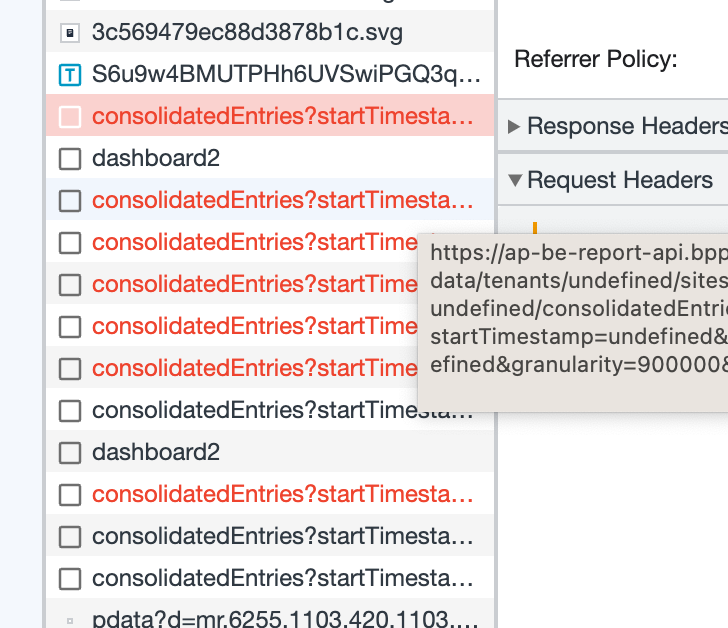 3c569479ec88d3878b1c.svg
S6u9w4BMUTPHh6UVSwiPGQ3q...
consolidatedEntries?startTimesta...
dashboard2
consolidatedEntries?startTimesta...
consolidatedEntries?startTime
consolidatedEntries?startTime
consolidatedEntries?startTime
consolidatedEntries?startTime
consolidatedEntries?startTimesta...
dashboard2
consolidatedEntries?startTimesta...
consolidatedEntries?startTimesta...
consolidatedEntries?startTimesta...
pdata?d=mr.6255.1103.420.1103....
Referrer Policy:
Response Headers
Request Headers
https://ap-be-report-api.bpp
data/tenants/undefined/sites
undefined/consolidatedEntri
startTimestamp=undefined&
efined&granularity=900000&